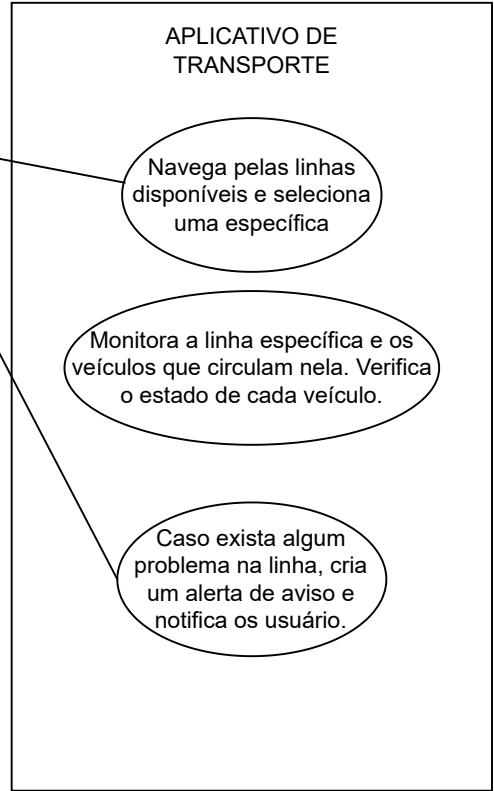 APLICATIVO DE
TRANSPORTE
Navega pelas linhas
disponíveis e seleciona
uma específica
Monitora a linha específica e os
veículos que circulam nela. Verifica
o estado de cada veículo.
Caso exista algum
problema na linha, cria
um alerta de aviso e
notifica os usuário.